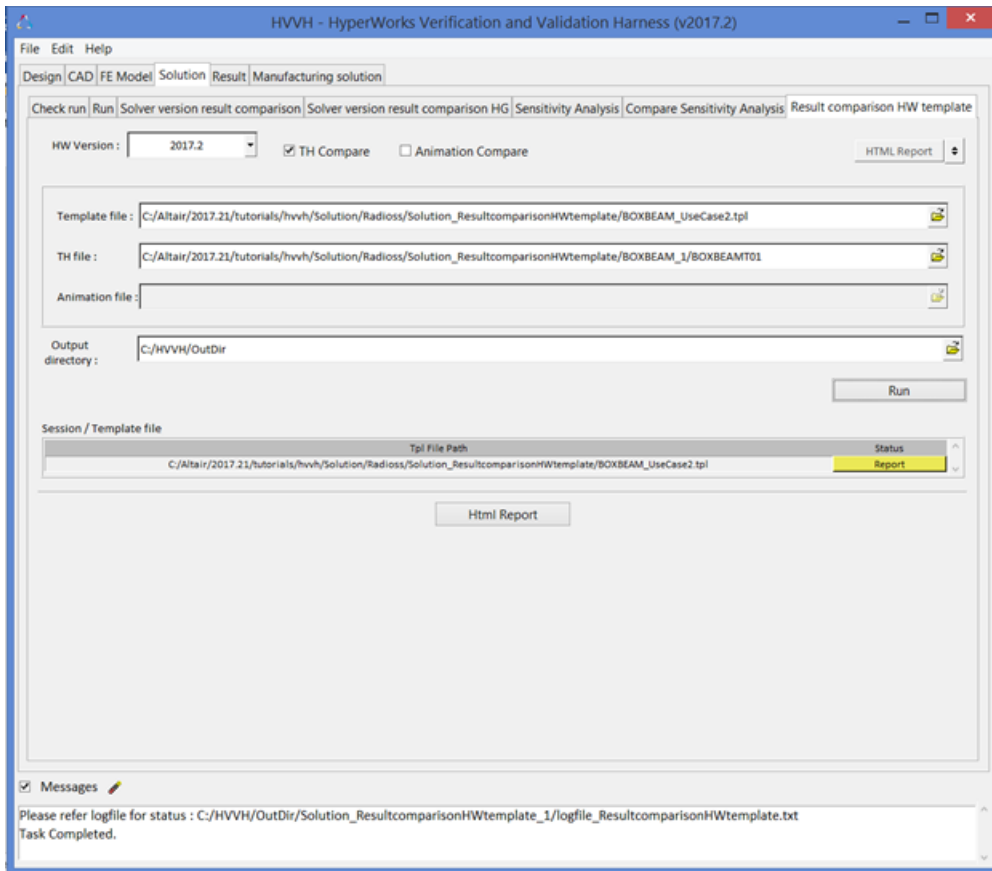 HVVH - HyperWorks Verification and Validation Harness (v2017.2)
File Edit Help
Design CAD FE Model Solution Result Manufacturing solution
Check run Run Solver version result comparison Solver version result comparison HG Sensitivity Analysis Compare Sensitivity Analysis Result comparison HW template
HW Version : 2017.2 TH Compare Animation Compare HTML Report
Template file : C:/Altair/2017.21/tutorials/hvvh/Solution/Radioss/Solution_ResultcomparisonHWtemplate/BOXBEAM_UseCase2.tpl
TH file : C:/Altair/2017.21/tutorials/hvvh/Solution/Radioss/Solution_ResultcomparisonHWtemplate/BOXBEAM_1/BOXBEAMT01
Animation file :
Output
directory : C:/HVVH/OutDir
Run
Session / Template file
Tpl File Path Status
C:/Altair/2017.21/tutorials/hvvh/Solution/Radioss/Solution_ResultcomparisonHWtemplate/BOXBEAM_UseCase2.tpl Report
Html Report
Messages
Please refer logfile for status : C:/HVVH/OutDir/Solution_ResultcomparisonHWtemplate_1/logfile_ResultcomparisonHWtemplate.txt
Task Completed.